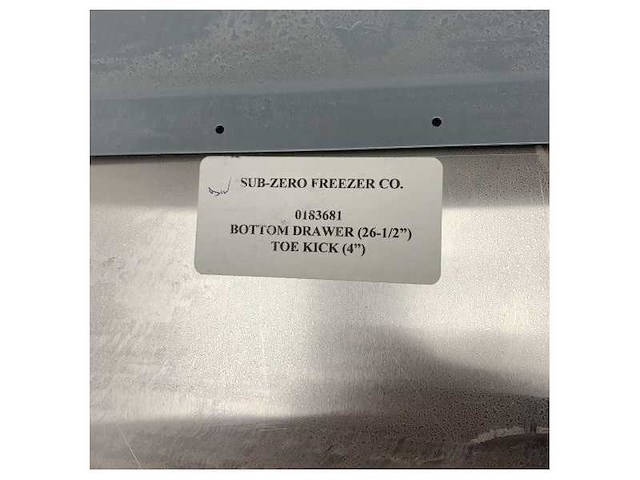 SUB-ZERO FREEZER CO.
0183681
BOTTOM DRAWER (26-1/2”)
TOE KICK (4”)